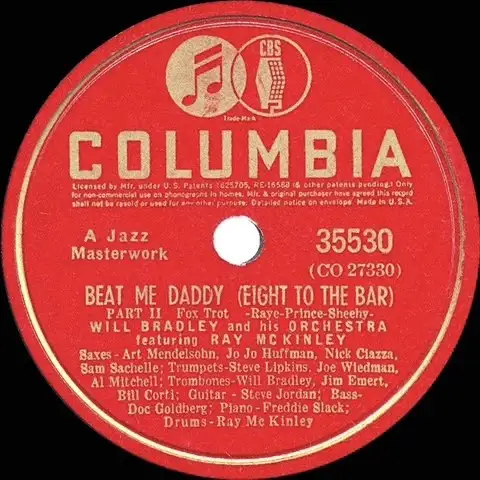 CBS
Trade-Mark
COLUMBIA
Licensed by Mfr. under U.S. Patents 1625705, RE-16588 (& other patents pending.) Only
for non-commercial use on phonographs in homes. Mfr. & original purchaser have agreed this record
shall not be resold or used for any other purpose. Detailed notice on envelope. Made in U.S.A.
A Jazz
Masterwork
35530
(CO 27330)
BEAT ME DADDY (EIGHT TO THE BAR)
PART II Fox Trot -Raye-Prince-Sheehy-
WILL BRADLEY and his ORCHESTRA
featuring RAY MC KINLEY
Saxes-Art Mendelsohn, Jo Jo Huffman, Nick Ciazza,
Sam Sachelle; Trumpets-Steve Lipkins, Joe Wiedman,
Al Mitchell; Trombones-Will Bradley, Jim Emert,
Bill Corti; Guitar - Steve Jordan; Bass-
Doc Goldberg; Piano-Freddie Slack;
Drums-Ray Mc Kinley